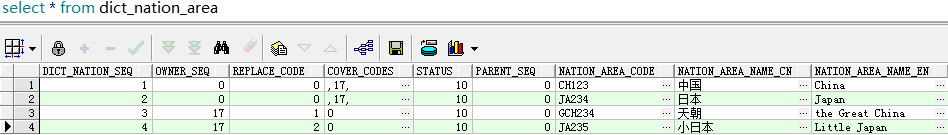 select * from dict_nation_area
DICT_NATION_SEQ OWNER_SEQ REPLACE_CODE COVER_CODES STATUS PARENT_SEQ NATION_AREA_CODE NATION_AREA_NAME_CN NATION_AREA_NAME_EN
1 1 0 0 ,17, ... 10 0 CH123 ... 中国 ... China
2 2 0 0 ,17, ... 10 0 JA234 ... 日本 ... Japan
3 3 17 1 0 ... 10 0 GCH234 ... 天朝 ... the Great China
4 4 17 2 0 ... 10 0 JA235 ... 小日本 ... Little Japan